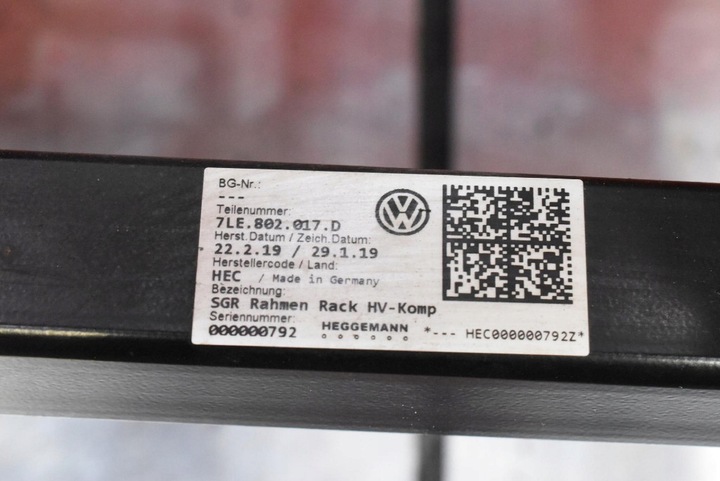 BG-Nr.:
---
Teilenummer:
7LE.802.017.D
Herst.Datum / Zeich.Datum:
22.2.19 / 29.1.19
Herstellercode / Land:
HEC / Made in Germany
Bezeichnung:
SGR Rahmen Rack HV-Komp
Seriennummer:
000000792 HEGGEMANN *--- HEC000000792Z*